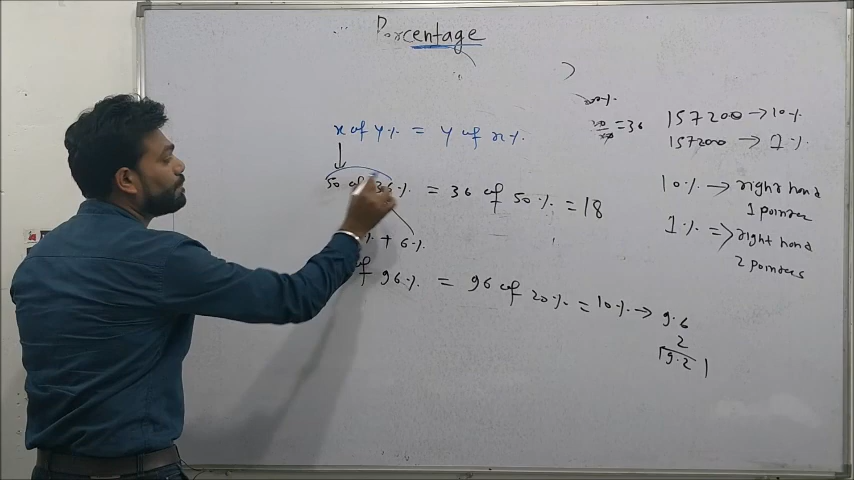 Percentage
x of y% = y of x%
50 of 36% = 36 of 50% = 18
% + 6%
of 96% = 96 of 20% = 10% → 9.6
2
19.2
= 36
157200 → 10%
157200 → 1%
10% → right hand
1 pointer
1% => right hand
2 pointers